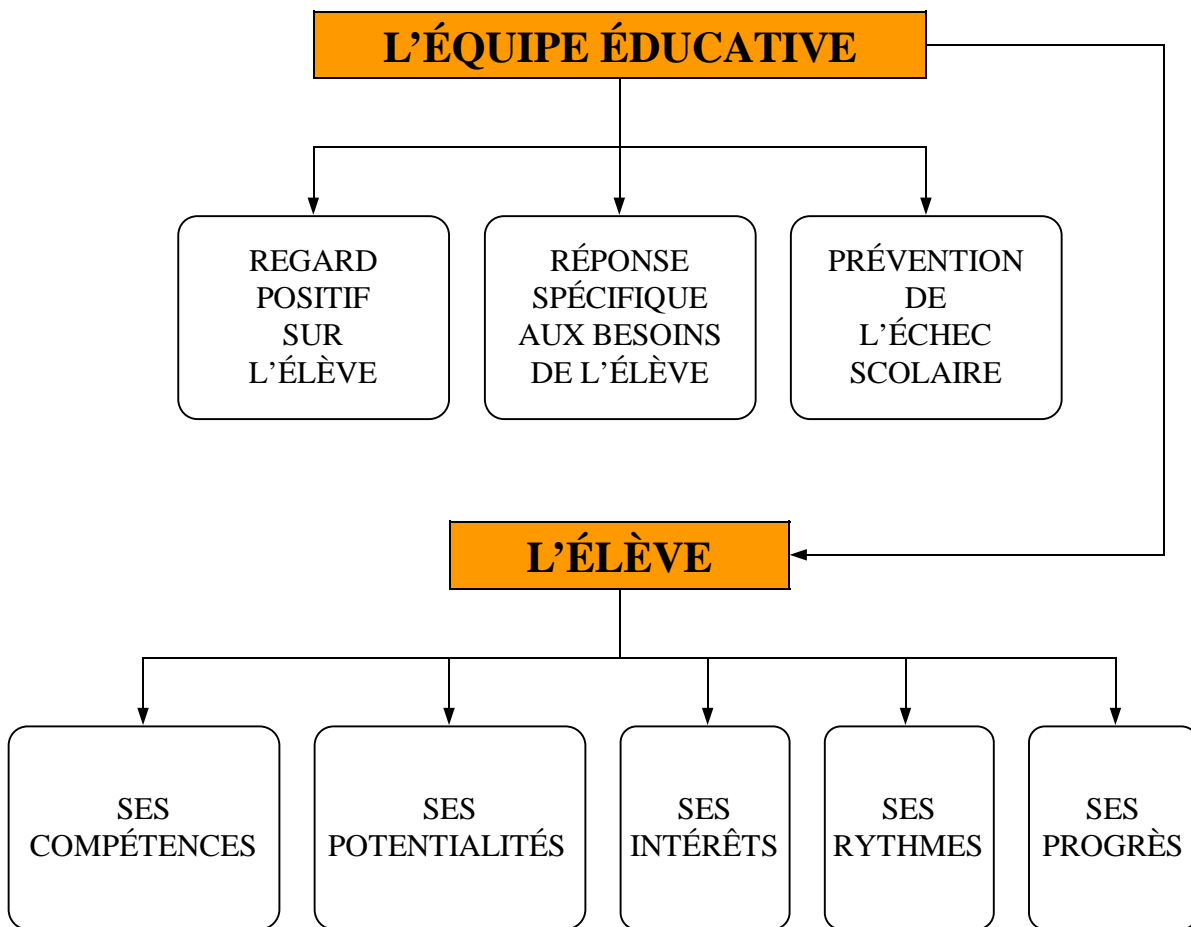 L’ÉQUIPE ÉDUCATIVE
REGARD
POSITIF
SUR
L’ÉLÈVE
RÉPONSE
SPÉCIFIQUE
AUX BESOINS
DE L’ÉLÈVE
PRÉVENTION
DE
L’ÉCHEC
SCOLAIRE
L’ÉLÈVE
SES
COMPÉTENCES
SES
POTENTIALITÉS
SES
INTÉRÊTS
SES
RYTHMES
SES
PROGRÈS